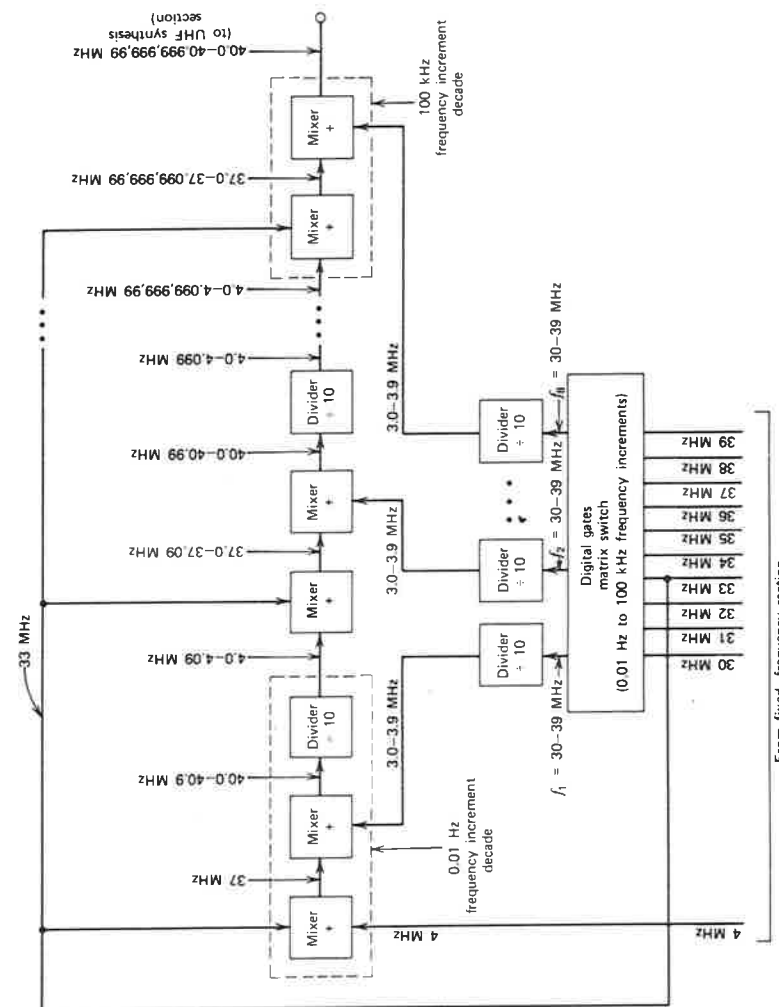 40.0–40.999,999,99 MHz
(to UHF synthesis
section)
Mixer
+
100 kHz
frequency increment
decade
37.0–37.099,999,99 MHz
Mixer
+
4.0–4.099,999,99 MHz
4.0–4.099 MHz
Divider
÷ 10
40.0–40.99 MHz
Mixer
+
37.0–37.09 MHz
Mixer
+
33 MHz
4.0–4.09 MHz
Divider
÷ 10
40.0–40.9 MHz
Mixer
+
37 MHz
Mixer
+
0.01 Hz
frequency increment
decade
4 MHz
3.0–3.9 MHz
3.0–3.9 MHz
3.0–3.9 MHz
Divider
÷ 10
Divider
÷ 10
Divider
÷ 10
f1 = 30–39 MHz
f2 = 30–39 MHz
f8 = 30–39 MHz
Digital gates
matrix switch
(0.01 Hz to 100 kHz frequency increments)
39 MHz
38 MHz
37 MHz
36 MHz
35 MHz
34 MHz
33 MHz
32 MHz
31 MHz
30 MHz
4 MHz
From fixed frequency section